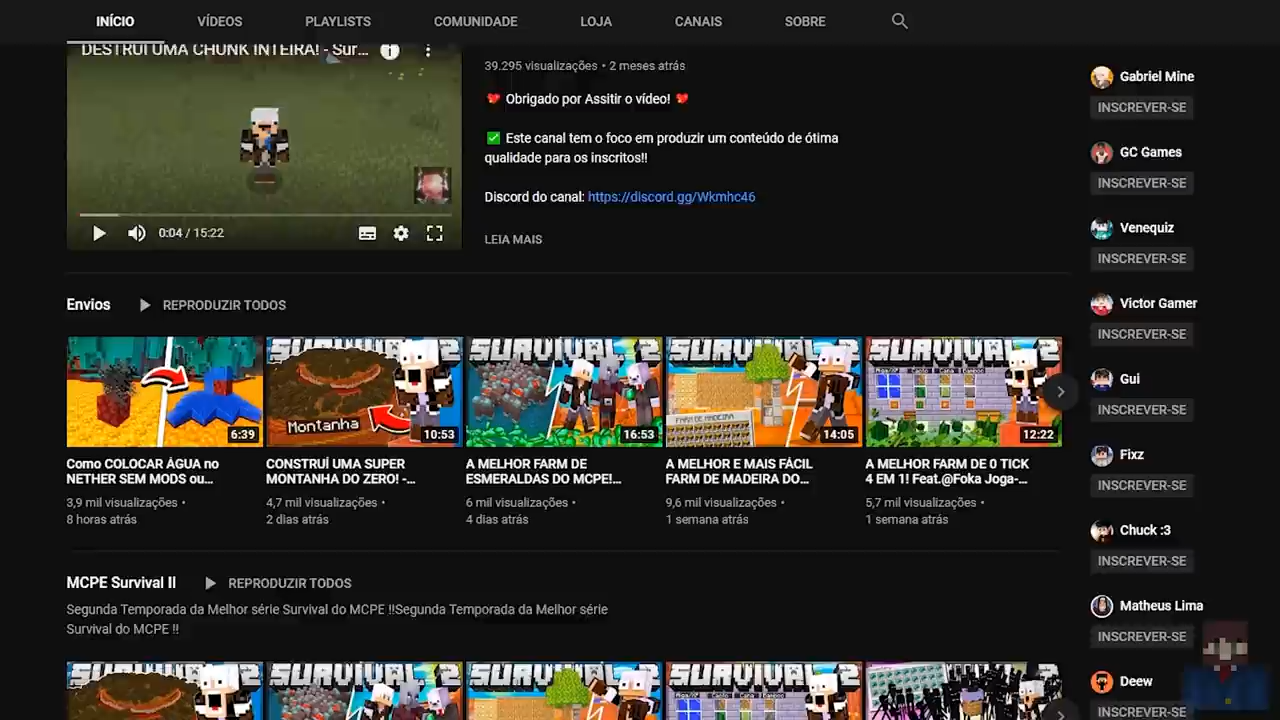 INÍCIO VÍDEOS PLAYLISTS COMUNIDADE LOJA CANAIS SOBRE
DESTRUI UMA CHUNK INTEIRA! - Sur...
39.295 visualizações • 2 meses atrás
Obrigado por Assitir o vídeo!
Este canal tem o foco em produzir um conteúdo de ótima
qualidade para os inscritos!!
Discord do canal: https://discord.gg/Wkmhc46
LEIA MAIS
0:04 / 15:22
Envios REPRODUZIR TODOS
SURVIVAL 2
SURVIVAL 2
SURVIVAL 2
Montanha
FARM DE MADEIRA
6:39
10:53
16:53
14:05
12:22
Como COLOCAR ÁGUA no
NETHER SEM MODS ou...
3,9 mil visualizações •
8 horas atrás
CONSTRUÍ UMA SUPER
MONTANHA DO ZERO! -...
4,7 mil visualizações •
2 dias atrás
A MELHOR FARM DE
ESMERALDAS DO MCPE!...
6 mil visualizações •
4 dias atrás
A MELHOR E MAIS FÁCIL
FARM DE MADEIRA DO...
9,6 mil visualizações •
1 semana atrás
A MELHOR FARM DE 0 TICK
4 EM 1! Feat.@Foka Joga-...
5,7 mil visualizações •
1 semana atrás
MCPE Survival II REPRODUZIR TODOS
Segunda Temporada da Melhor série Survival do MCPE !!Segunda Temporada da Melhor série
Survival do MCPE !!
SURVIVAL 2
SURVIVAL 2
SURVIVAL 2
Gabriel Mine
INSCREVER-SE
GC Games
INSCREVER-SE
Venequiz
INSCREVER-SE
Victor Gamer
INSCREVER-SE
Gui
INSCREVER-SE
Fixz
INSCREVER-SE
Chuck :3
INSCREVER-SE
Matheus Lima
INSCREVER-SE
Deew
INSCREVER-SE